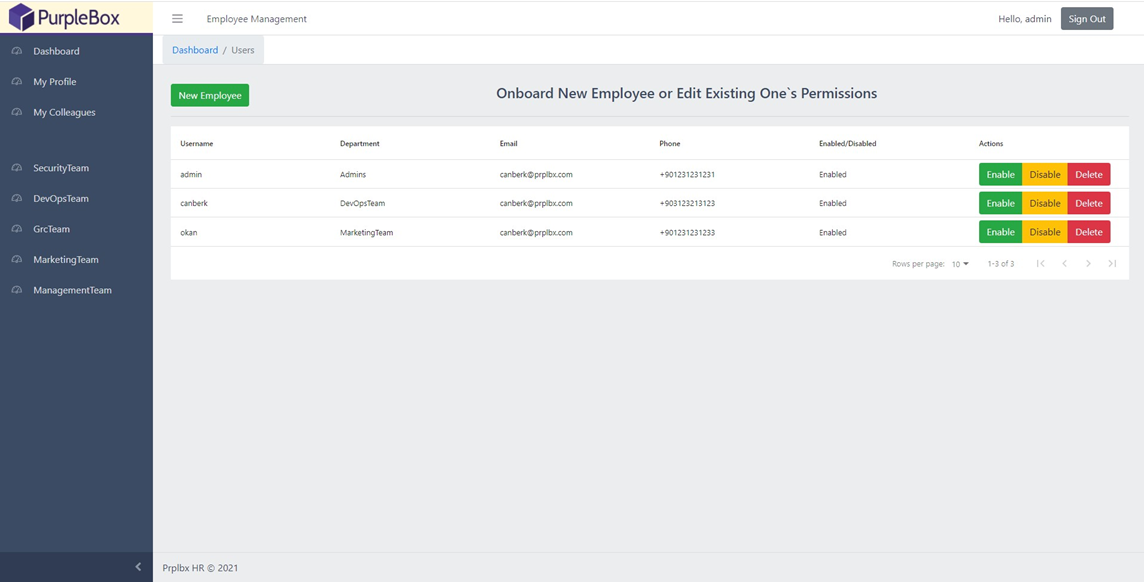 PurpleBox
Employee Management
Hello, admin
Sign Out
Dashboard
My Profile
My Colleagues
SecurityTeam
DevOpsTeam
GrcTeam
MarketingTeam
ManagementTeam
Dashboard / Users
New Employee
Onboard New Employee or Edit Existing One`s Permissions
Username Department Email Phone Enabled/Disabled Actions
admin Admins canberk@prplbx.com +901231231231 Enabled Enable Disable Delete
canberk DevOpsTeam canberk@prplbx.com +903123213123 Enabled Enable Disable Delete
okan MarketingTeam canberk@prplbx.com +901231231233 Enabled Enable Disable Delete
Rows per page: 10 1-3 of 3
Prplbx HR © 2021